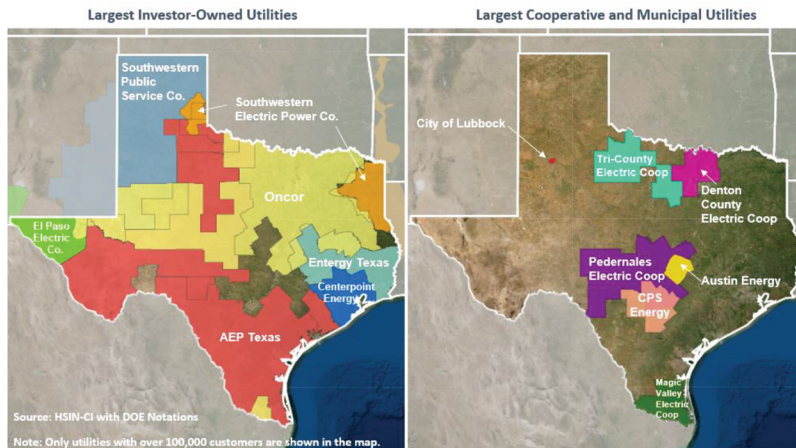 Largest Investor-Owned Utilities
Southwestern
Public
Service Co.
Southwestern
Electric Power Co.
Oncor
El Paso
Electric
Co.
Entergy Texas
Centerpoint
Energy
AEP Texas
Source: HSIN-CI with DOE Notations
Note: Only utilities with over 100,000 customers are shown in the map.
Largest Cooperative and Municipal Utilities
City of Lubbock
Tri-County
Electric Coop
Denton
County
Electric Coop
Pedernales
Electric Coop
Austin Energy
CPS
Energy
Magic
Valley
Electric
Coop